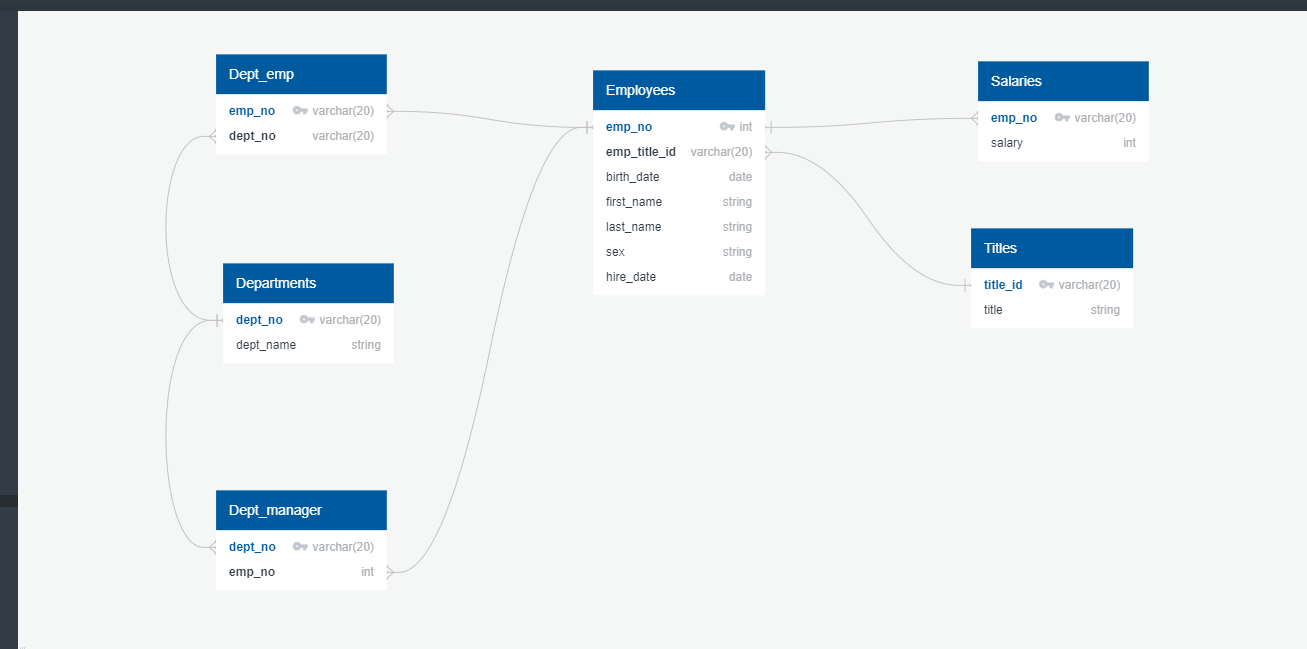 Dept_emp
emp_no varchar(20)
dept_no varchar(20)
Departments
dept_no varchar(20)
dept_name string
Dept_manager
dept_no varchar(20)
emp_no int
Employees
emp_no int
emp_title_id varchar(20)
birth_date date
first_name string
last_name string
sex string
hire_date date
Salaries
emp_no varchar(20)
salary int
Titles
title_id varchar(20)
title string